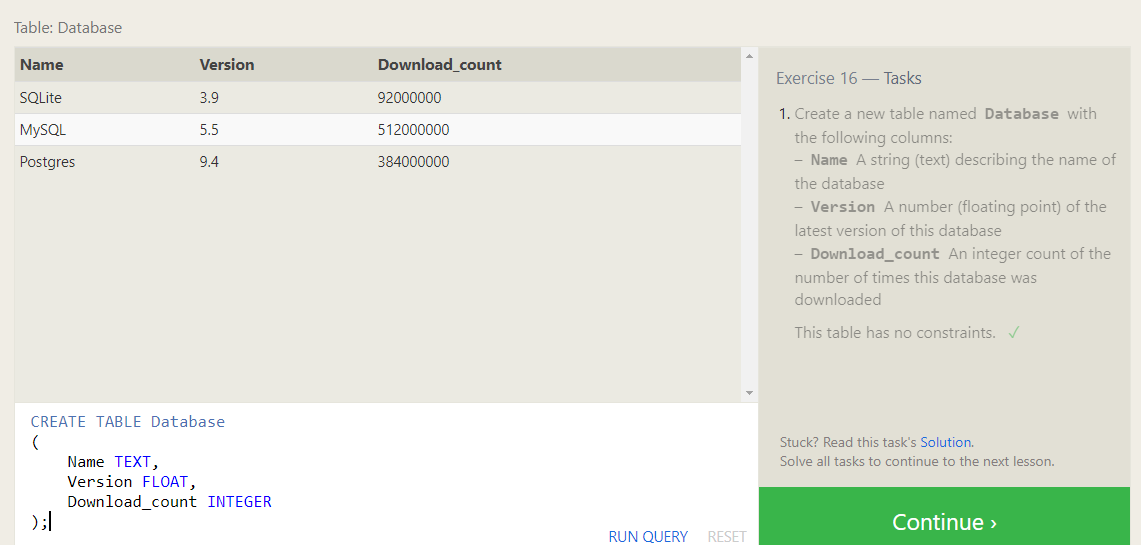 Table: Database
Name Version Download_count
SQLite 3.9 92000000
MySQL 5.5 512000000
Postgres 9.4 384000000
CREATE TABLE Database
(
    Name TEXT,
    Version FLOAT,
    Download_count INTEGER
);
RUN QUERY RESET
Exercise 16 — Tasks
1. Create a new table named Database with
the following columns:
– Name A string (text) describing the name of
the database
– Version A number (floating point) of the
latest version of this database
– Download_count An integer count of the
number of times this database was
downloaded
This table has no constraints. ✓
Stuck? Read this task's Solution.
Solve all tasks to continue to the next lesson.
Continue ›